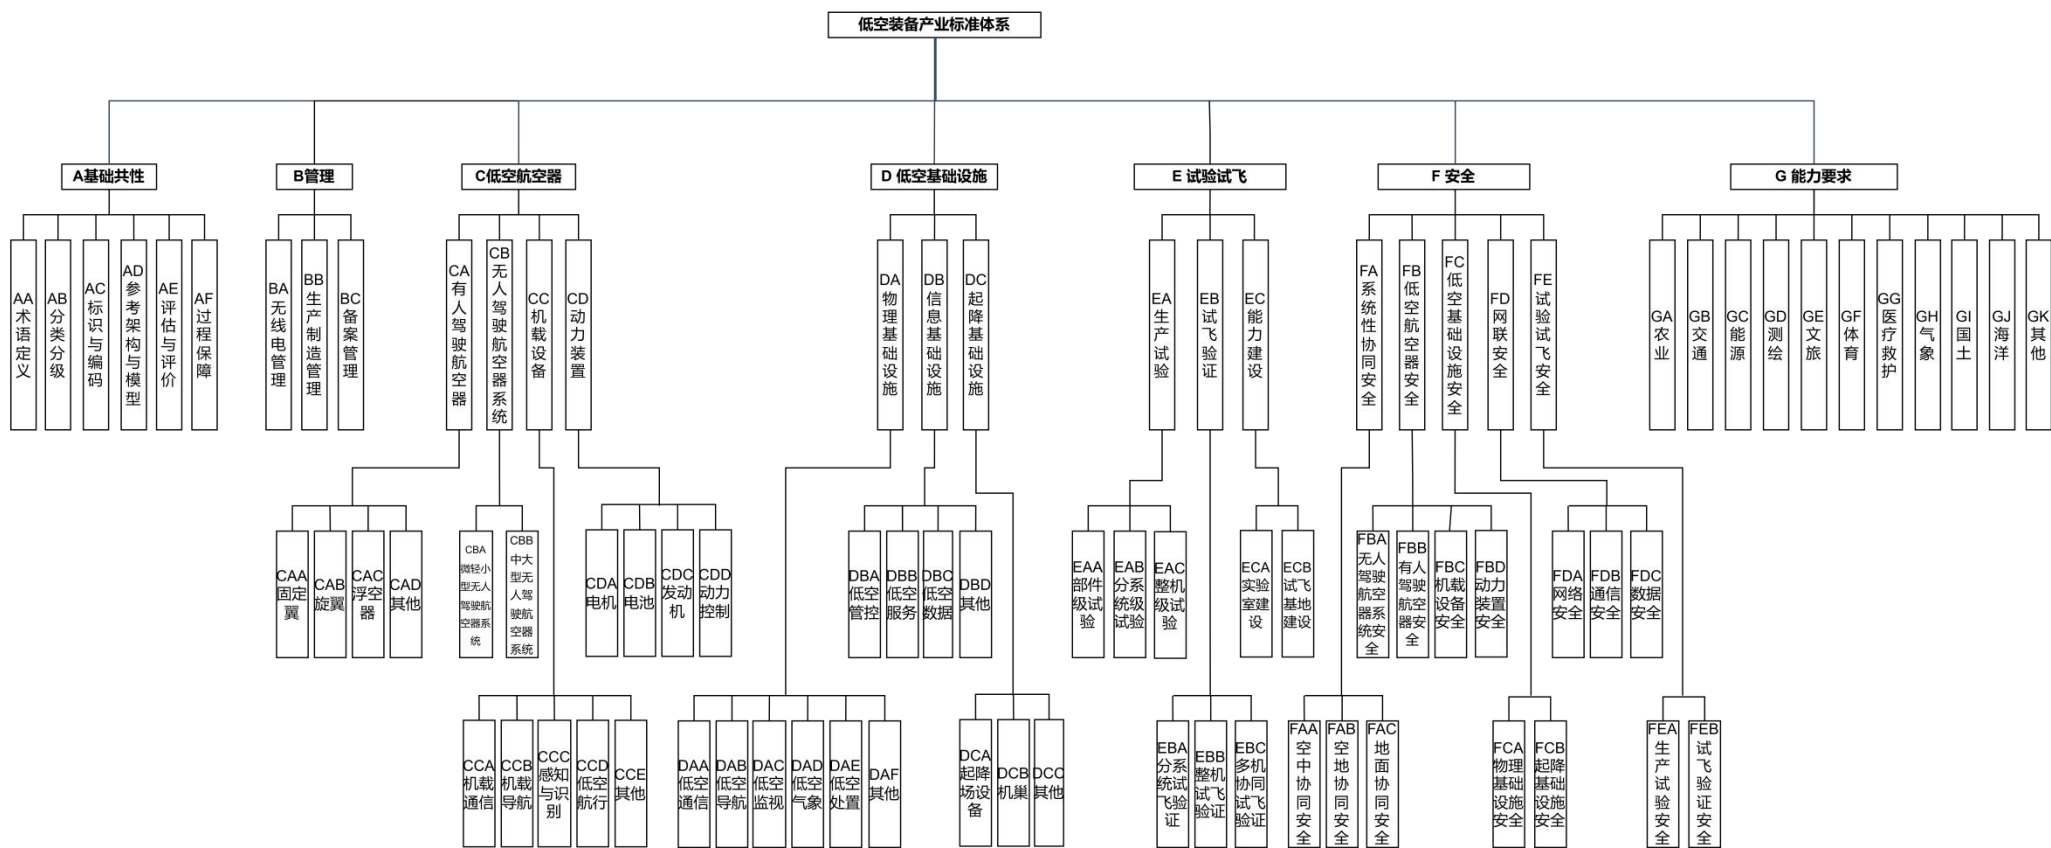 低空装备产业标准体系
A基础共性
B管理
C低空航空器
D 低空基础设施
E 试验试飞
F 安全
G 能力要求
AA术语定义
AB分类分级
AC标识与编码
AD参考架构与模型
AE评估与评价
AF过程保障
BA无线电管理
BB生产制造管理
BC备案管理
CA有人驾驶航空器
CB无人驾驶航空器系统
CC机载设备
CD动力装置
DA物理基础设施
DB信息基础设施
DC起降基础设施
EA生产试验
EB试飞验证
EC能力建设
FA系统性协同安全
FB低空航空器安全
FC低空基础设施安全
FD网联安全
FE试验试飞安全
GA农业
GB交通
GC能源
GD测绘
GE文旅
GF体育
GG医疗救护
GH气象
GI国土
GJ海洋
GK其他
CAA固定翼
CAB旋翼
CAC浮空器
CAD其他
CBA微轻小型无人驾驶航空器系统
CBB中大型无人驾驶航空器系统
CDA电机
CDB电池
CDC发动机
CDD动力控制
DBA低空管控
DBB低空服务
DBC低空数据
DBD其他
EAA部件级试验
EAB分系统级试验
EAC整机级试验
ECA实验室建设
ECB试飞基地建设
FBA无人驾驶航空器系统安全
FBB有人驾驶航空器安全
FBC机载设备安全
FBD动力装置安全
FDA网络安全
FDB通信安全
FDC数据安全
CCA机载通信
CCB机载导航
CCC感知与识别
CCD低空航行
CCE其他
DAA低空通信
DAB低空导航
DAC低空监视
DAD低空气象
DAE低空处置
DAF其他
DCA起降场设备
DCB机巢
DCC其他
EBA分系统试飞验证
EBB整机试飞验证
EBC多机协同试飞验证
FAA空中协同安全
FAB空地协同安全
FAC地面协同安全
FCA物理基础设施安全
FCB起降基础设施安全
FEA生产试验安全
FEB试飞验证安全